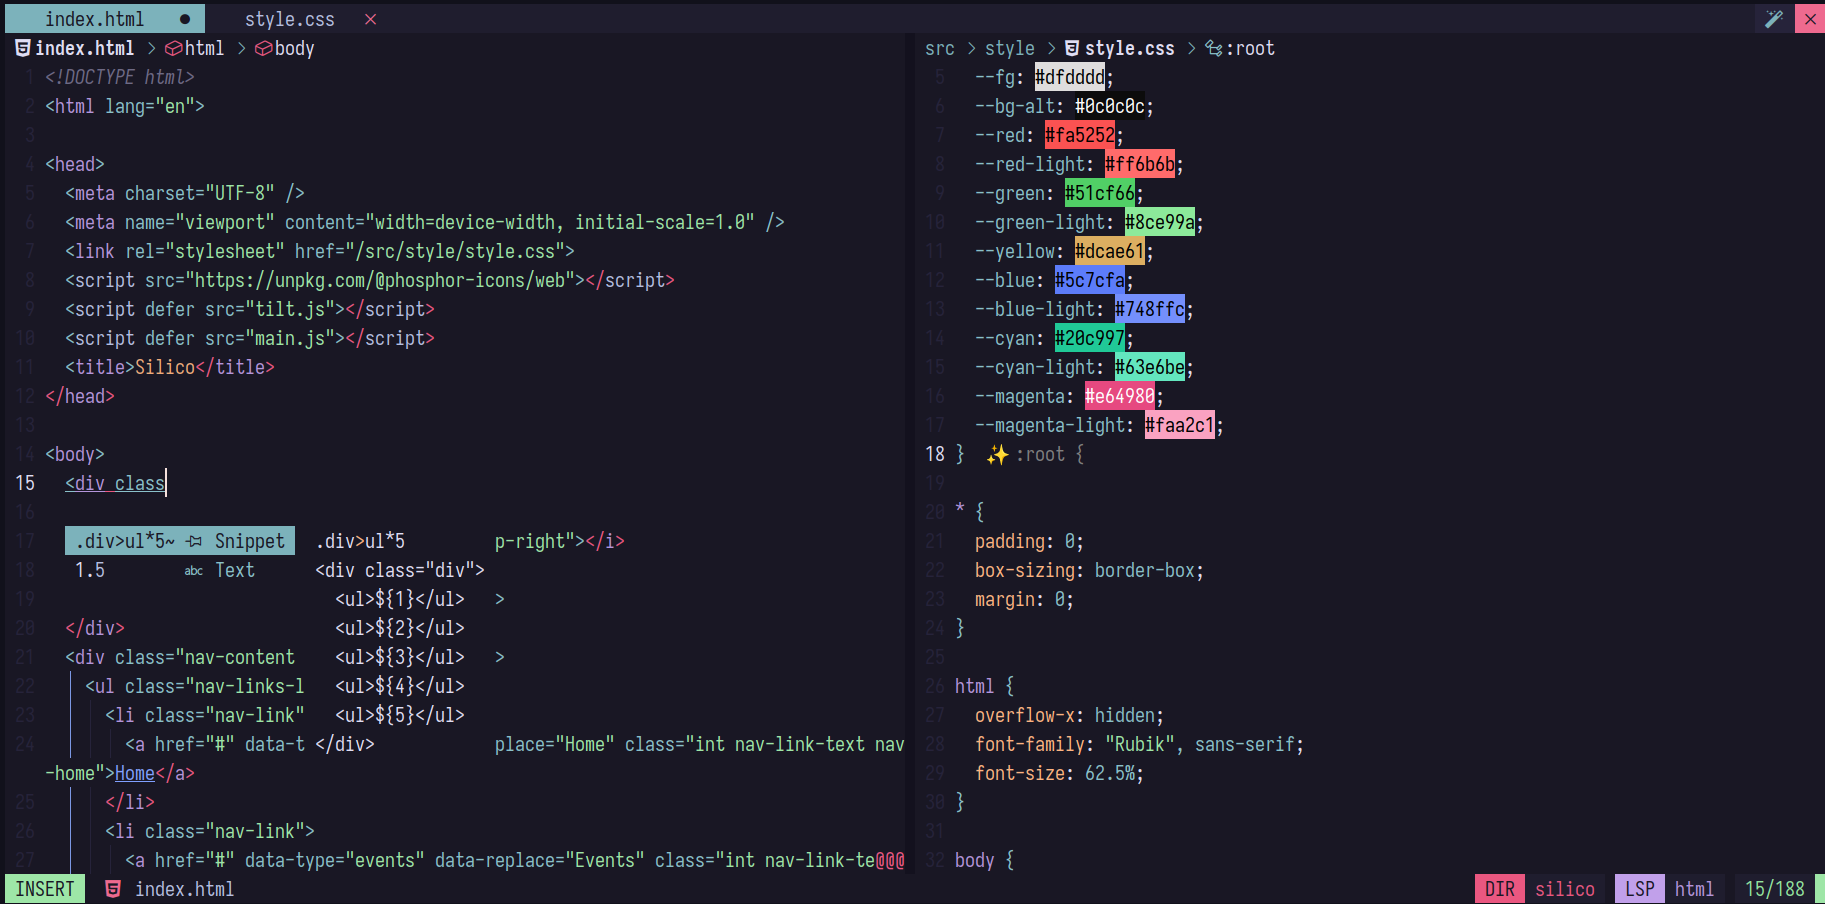 index.html ● style.css ×
index.html > html > body
1 <!DOCTYPE html>
2 <html lang="en">
3
4 <head>
5 <meta charset="UTF-8" />
6 <meta name="viewport" content="width=device-width, initial-scale=1.0" />
7 <link rel="stylesheet" href="/src/style/style.css">
8 <script src="https://unpkg.com/@phosphor-icons/web"></script>
9 <script defer src="tilt.js"></script>
10 <script defer src="main.js"></script>
11 <title>Silico</title>
12 </head>
13
14 <body>
15 <div class
16
17 .div>ul*5~ Snippet .div>ul*5 p-right"></i>
18 1.5 abc Text <div class="div">
19 <ul>${1}</ul> >
20 </div> <ul>${2}</ul>
21 <div class="nav-content <ul>${3}</ul> >
22 <ul class="nav-links-l <ul>${4}</ul>
23 <li class="nav-link" <ul>${5}</ul>
24 <a href="#" data-t </div> place="Home" class="int nav-link-text nav
-home">Home</a>
25 </li>
26 <li class="nav-link">
27 <a href="#" data-type="events" data-replace="Events" class="int nav-link-te@@@
src > style > style.css > :root
5 --fg: #dfdddd;
6 --bg-alt: #0c0c0c;
7 --red: #fa5252;
8 --red-light: #ff6b6b;
9 --green: #51cf66;
10 --green-light: #8ce99a;
11 --yellow: #dcae61;
12 --blue: #5c7cfa;
13 --blue-light: #748ffc;
14 --cyan: #20c997;
15 --cyan-light: #63e6be;
16 --magenta: #e64980;
17 --magenta-light: #faa2c1;
18 } ✨ :root {
19
20 * {
21 padding: 0;
22 box-sizing: border-box;
23 margin: 0;
24 }
25
26 html {
27 overflow-x: hidden;
28 font-family: "Rubik", sans-serif;
29 font-size: 62.5%;
30 }
31
32 body {
INSERT index.html DIR silico LSP html 15/188